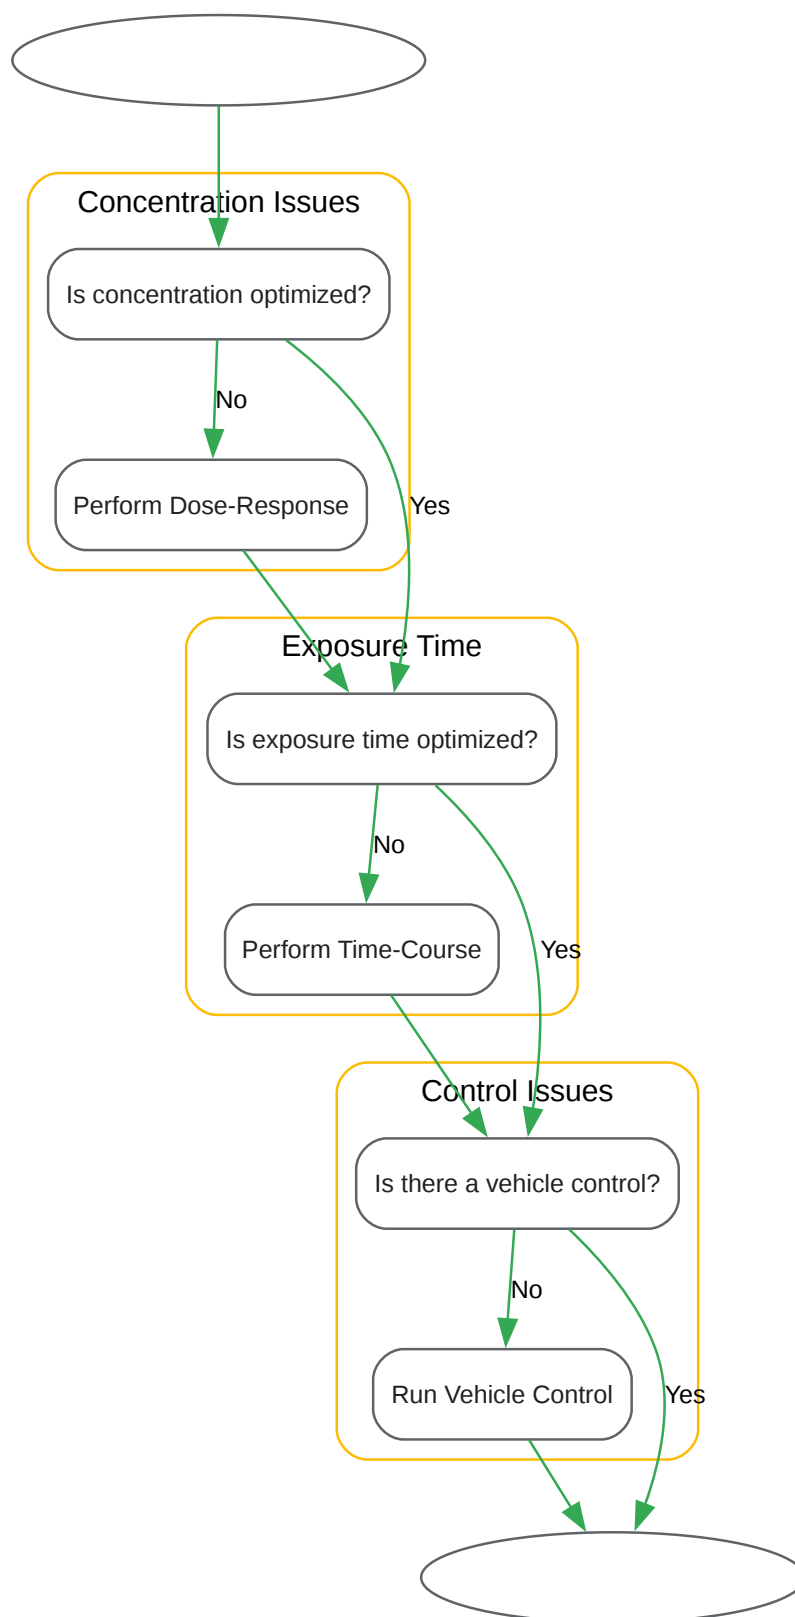 Concentration Issues
Is concentration optimized?
No
Perform Dose-Response
Yes
Exposure Time
Is exposure time optimized?
No
Perform Time-Course
Yes
Control Issues
Is there a vehicle control?
No
Run Vehicle Control
Yes